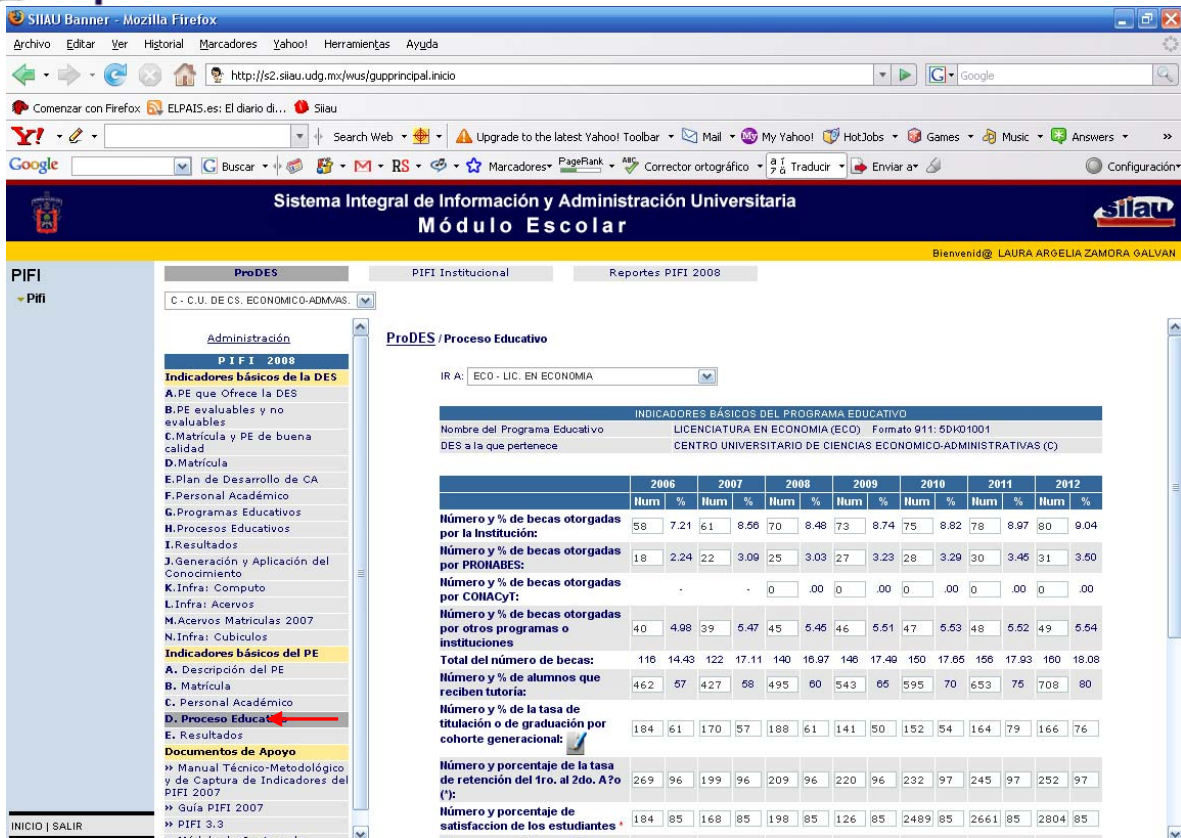 SIIAU Banner - Mozilla Firefox
Archivo Editar Ver Historial Marcadores Yahoo! Herramientas Ayuda
http://s2.siiau.udg.mx/wus/gupprincipal.inicio
G Google
Comenzar con Firefox ELPAIS.es: El diario di... Siiau
Y! Search Web Upgrade to the latest Yahoo! Toolbar Mail My Yahoo! HotJobs Games Music Answers »
Google G Buscar RS Marcadores PageRank ABC Corrector ortográfico Traducir Enviar a Configuración
Sistema Integral de Información y Administración Universitaria
Módulo Escolar
siiau
Bienvenid@ LAURA ARGELIA ZAMORA GALVAN
PIFI
Pifi
ProDES PIFI Institucional Reportes PIFI 2008
C - C.U. DE CS. ECONOMICO-ADMVAS.
Administración
PIFI 2008
Indicadores básicos de la DES
A.PE que Ofrece la DES
B.PE evaluables y no
evaluables
C.Matrícula y PE de buena
calidad
D.Matrícula
E.Plan de Desarrollo de CA
F.Personal Académico
G.Programas Educativos
H.Procesos Educativos
I.Resultados
J.Generación y Aplicación del
Conocimiento
K.Infra: Computo
L.Infra: Acervos
M.Acervos Matriculas 2007
N.Infra: Cubiculos
Indicadores básicos del PE
A. Descripción del PE
B. Matrícula
C. Personal Académico
D. Proceso Educativo
E. Resultados
Documentos de Apoyo
» Manual Técnico-Metodológico
y de Captura de Indicadores del
PIFI 2007
» Guía PIFI 2007
» PIFI 3.3
INICIO | SALIR
ProDES / Proceso Educativo
IR A: ECO - LIC. EN ECONOMIA
INDICADORES BÁSICOS DEL PROGRAMA EDUCATIVO
Nombre del Programa Educativo LICENCIATURA EN ECONOMIA (ECO) Formato 911: 5DK01001
DES a la que pertenece CENTRO UNIVERSITARIO DE CIENCIAS ECONOMICO-ADMINISTRATIVAS (C)
2006 2007 2008 2009 2010 2011 2012
Num % Num % Num % Num % Num % Num % Num %
Número y % de becas otorgadas
por la Institución: 58 7.21 61 8.56 70 8.48 73 8.74 75 8.82 78 8.97 80 9.04
Número y % de becas otorgadas
por PRONABES: 18 2.24 22 3.09 25 3.03 27 3.23 28 3.29 30 3.45 31 3.50
Número y % de becas otorgadas
por CONACyT: - - 0 .00 0 .00 0 .00 0 .00 0 .00
Número y % de becas otorgadas
por otros programas o
instituciones 40 4.98 39 5.47 45 5.45 46 5.51 47 5.53 48 5.52 49 5.54
Total del número de becas: 116 14.43 122 17.11 140 16.97 146 17.49 150 17.65 156 17.93 160 18.08
Número y % de alumnos que
reciben tutoría: 462 57 427 58 495 60 543 65 595 70 653 75 708 80
Número y % de la tasa de
titulación o de graduación por
cohorte generacional: 184 61 170 57 188 61 141 50 152 54 164 79 166 76
Número y porcentaje de la tasa
de retención del 1ro. al 2do. A?o
(*): 269 96 199 96 209 96 220 96 232 97 245 97 252 97
Número y porcentaje de
satisfaccion de los estudiantes * 184 85 168 85 198 85 126 85 2489 85 2661 85 2804 85